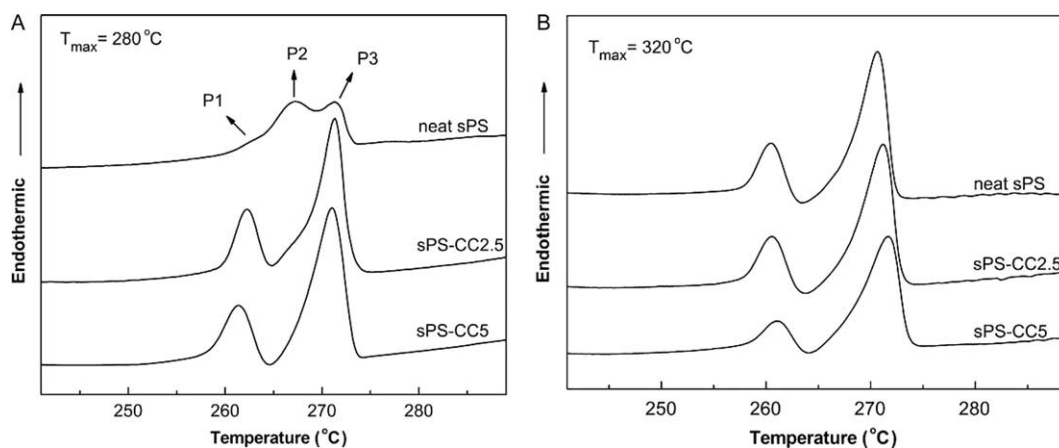 A
T_max = 280 °C
P1
P2
P3
neat sPS
sPS-CC2.5
sPS-CC5
Endothermic
Endothermic
250
260
270
280
Temperature (°C)
B
T_max = 320 °C
neat sPS
sPS-CC2.5
sPS-CC5
Endothermic
250
260
270
280
Temperature (°C)